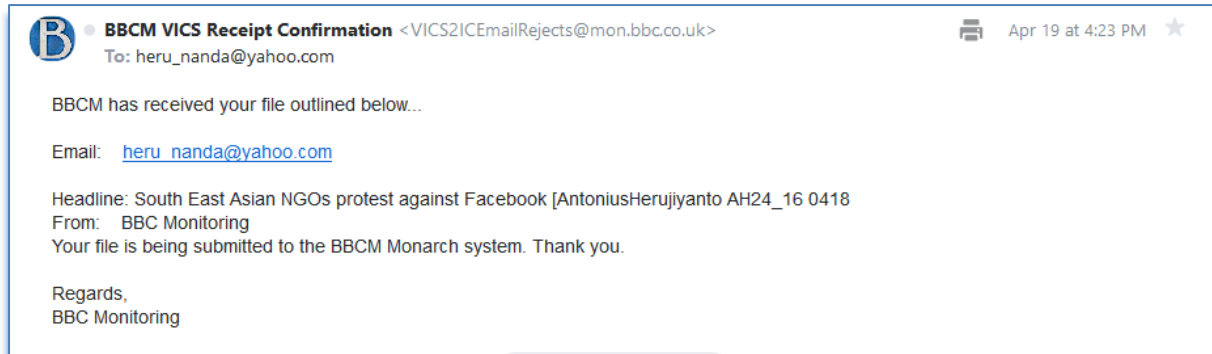 B
BBCM VICS Receipt Confirmation <VICS2ICEmailRejects@mon.bbc.co.uk> Apr 19 at 4:23 PM
To: heru_nanda@yahoo.com
BBCM has received your file outlined below...
Email: heru_nanda@yahoo.com
Headline: South East Asian NGOs protest against Facebook [AntoniusHerujiyanto AH24_16 0418
From: BBC Monitoring
Your file is being submitted to the BBCM Monarch system. Thank you.
Regards,
BBC Monitoring